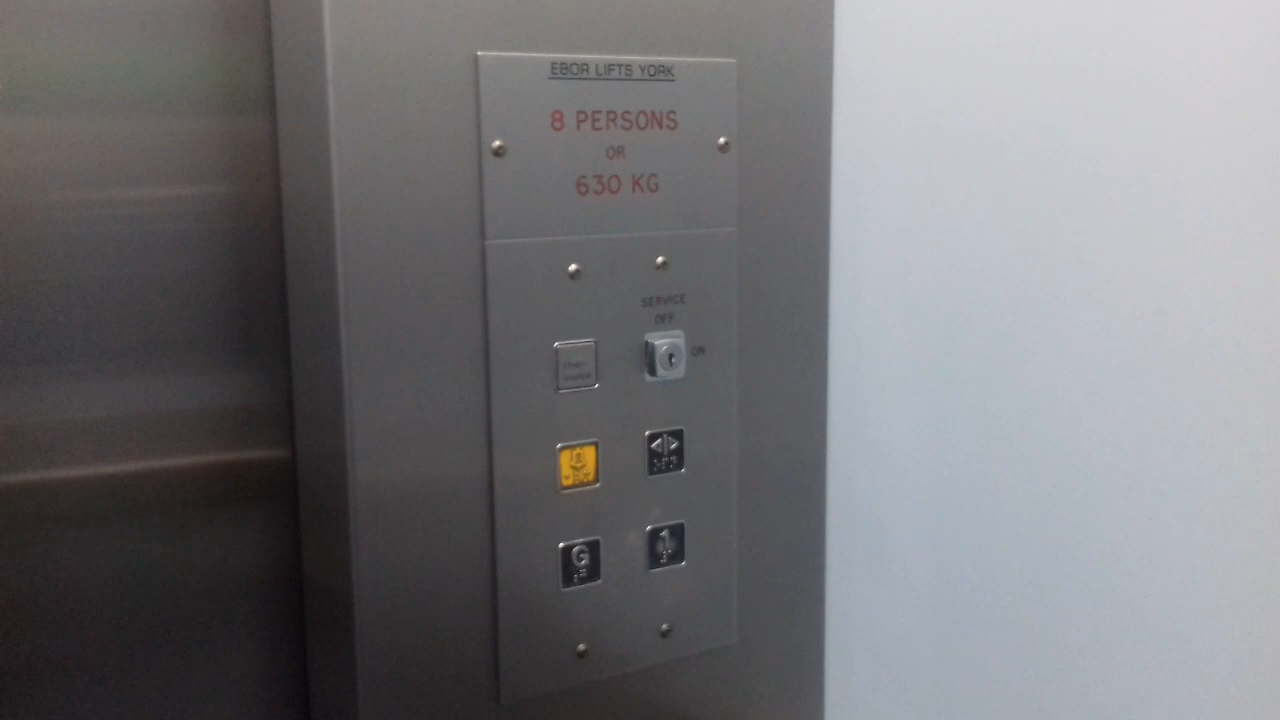 EBOR LIFTS YORK
8 PERSONS
OR
630 KG
SERVICE
OFF
ON
G
1